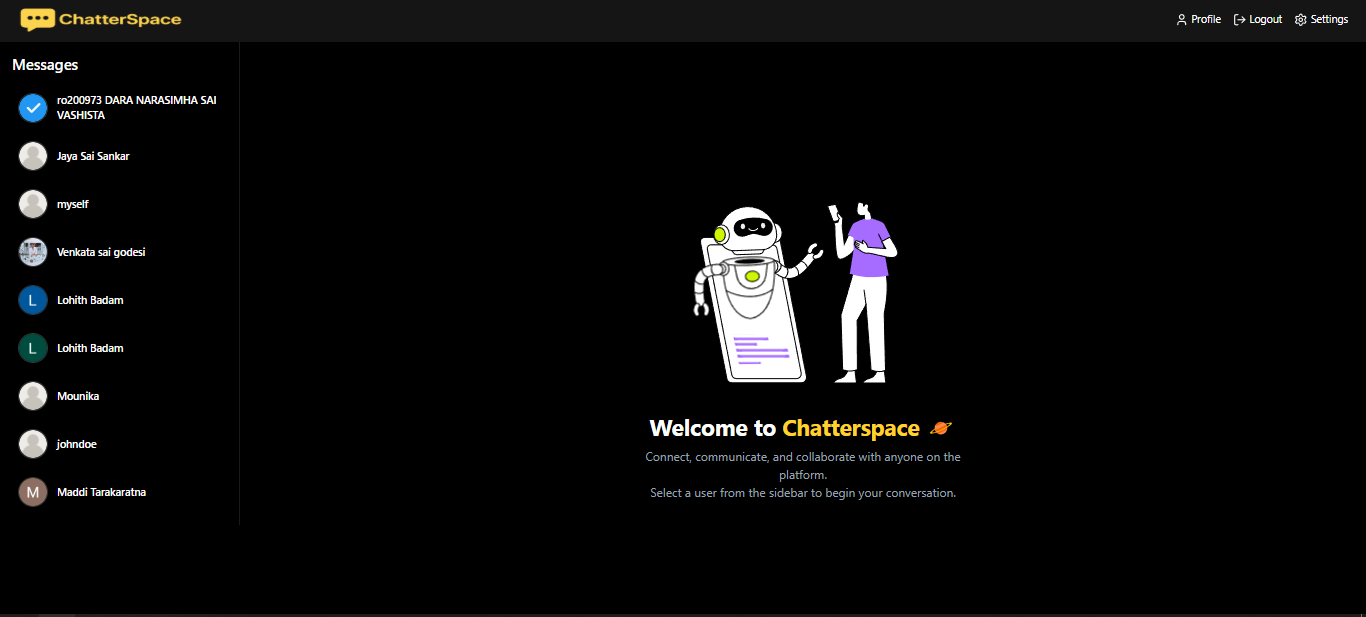 ChatterSpace
Profile
Logout
Settings
Messages
ro200973 DARA NARASIMHA SAI
VASHISTA
Jaya Sai Sankar
myself
Venkata sai godesi
L
Lohith Badam
L
Lohith Badam
Mounika
johndoe
M
Maddi Tarakaratna
Welcome to Chatterspace 🪐
Connect, communicate, and collaborate with anyone on the
platform.
Select a user from the sidebar to begin your conversation.